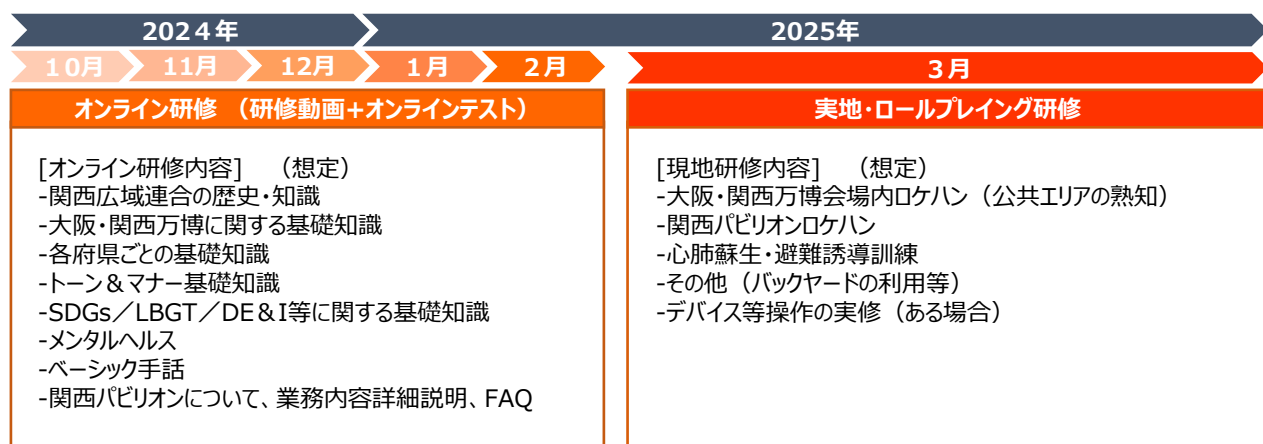 2024年
2025年
10月
11月
12月
1月
2月
3月
オンライン研修 （研修動画+オンラインテスト）
[オンライン研修内容] （想定）
-関西広域連合の歴史・知識
-大阪・関西万博に関する基礎知識
-各府県ごとの基礎知識
-トーン＆マナー基礎知識
-SDGs／LBGT／DE＆I等に関する基礎知識
-メンタルヘルス
-ベーシック手話
-関西パビリオンについて、業務内容詳細説明、FAQ
実地・ロールプレイング研修
[現地研修内容] （想定）
-大阪・関西万博会場内ロケハン（公共エリアの熟知）
-関西パビリオンロケハン
-心肺蘇生・避難誘導訓練
-その他（バックヤードの利用等）
-デバイス等操作の実修（ある場合）